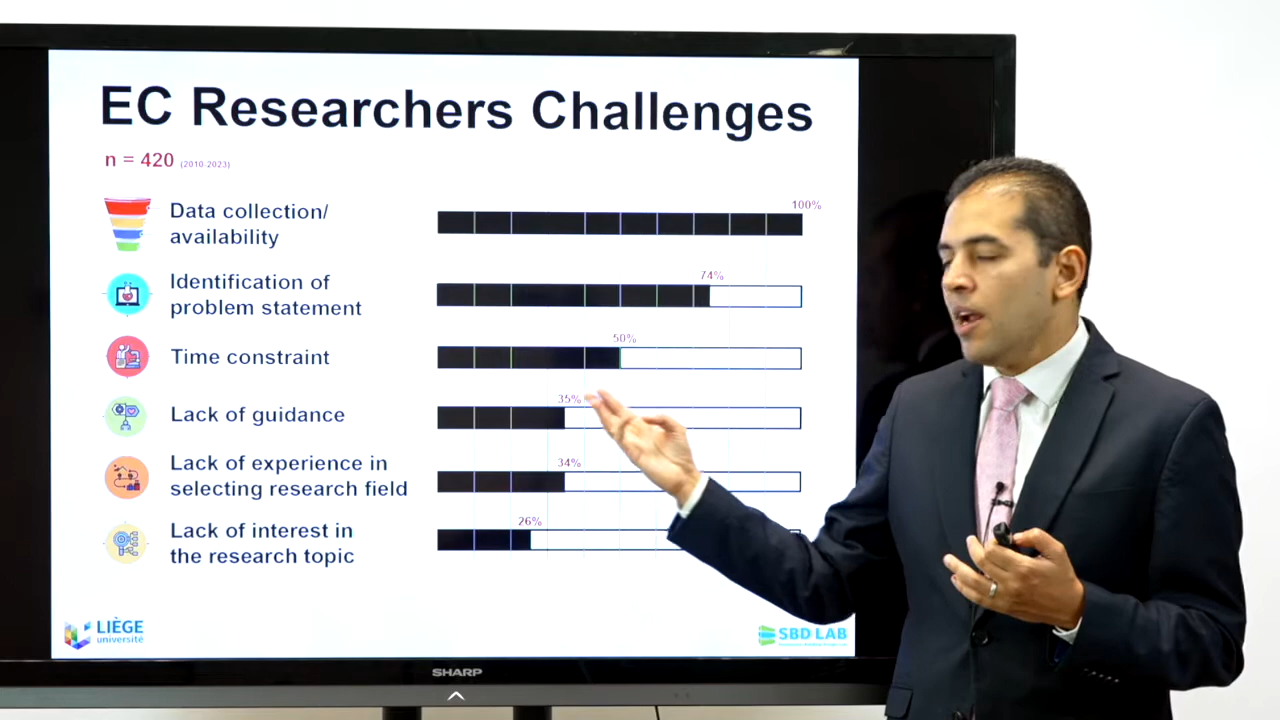 EC Researchers Challenges
n = 420 (2010-2023)
Data collection/
availability
100%
Identification of
problem statement
74%
Time constraint
50%
Lack of guidance
35%
Lack of experience in
selecting research field
34%
Lack of interest in
the research topic
26%
LIÈGE
université
SBD LAB
SHARP